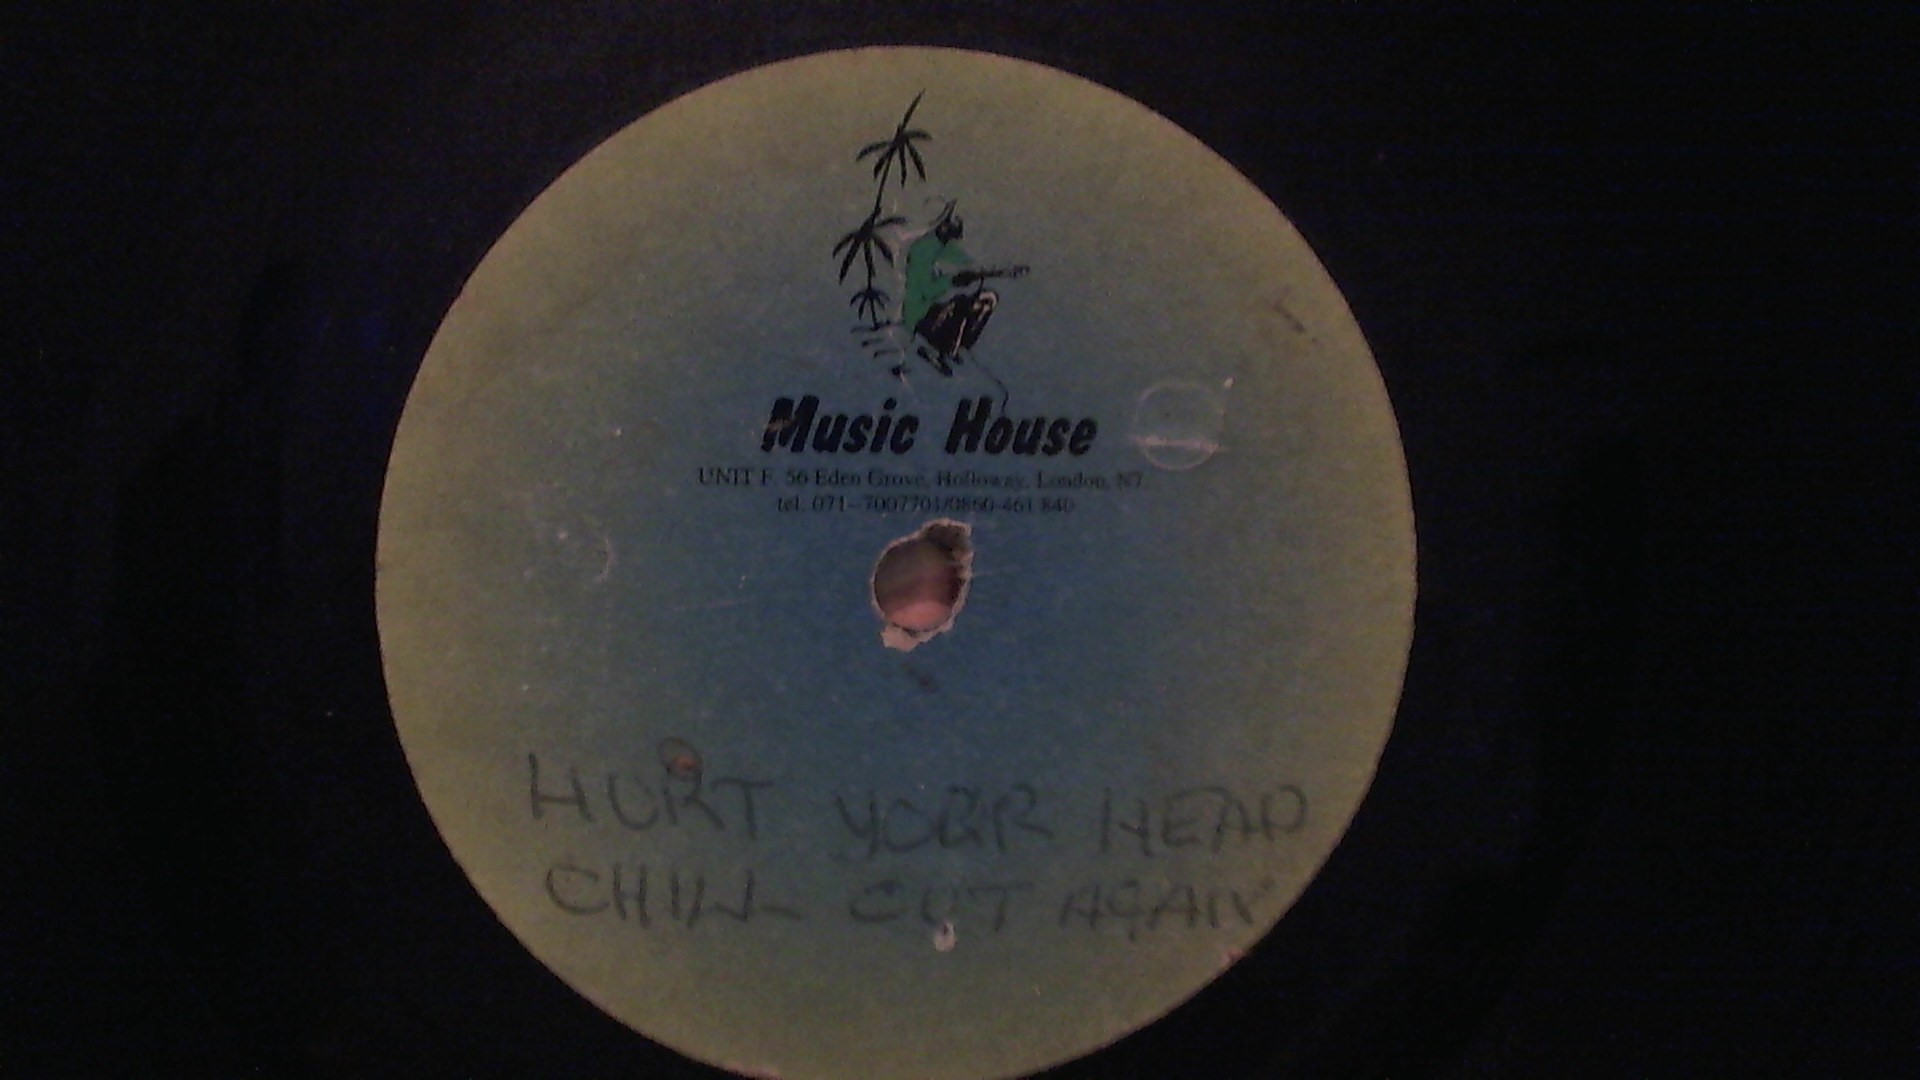 Music House
UNIT F. 56 Eden Grove, Holloway, London, N7.
tel. 071-7007701/0860-461 840
HURT YOUR HEAD
CHILL OUT AGAIN